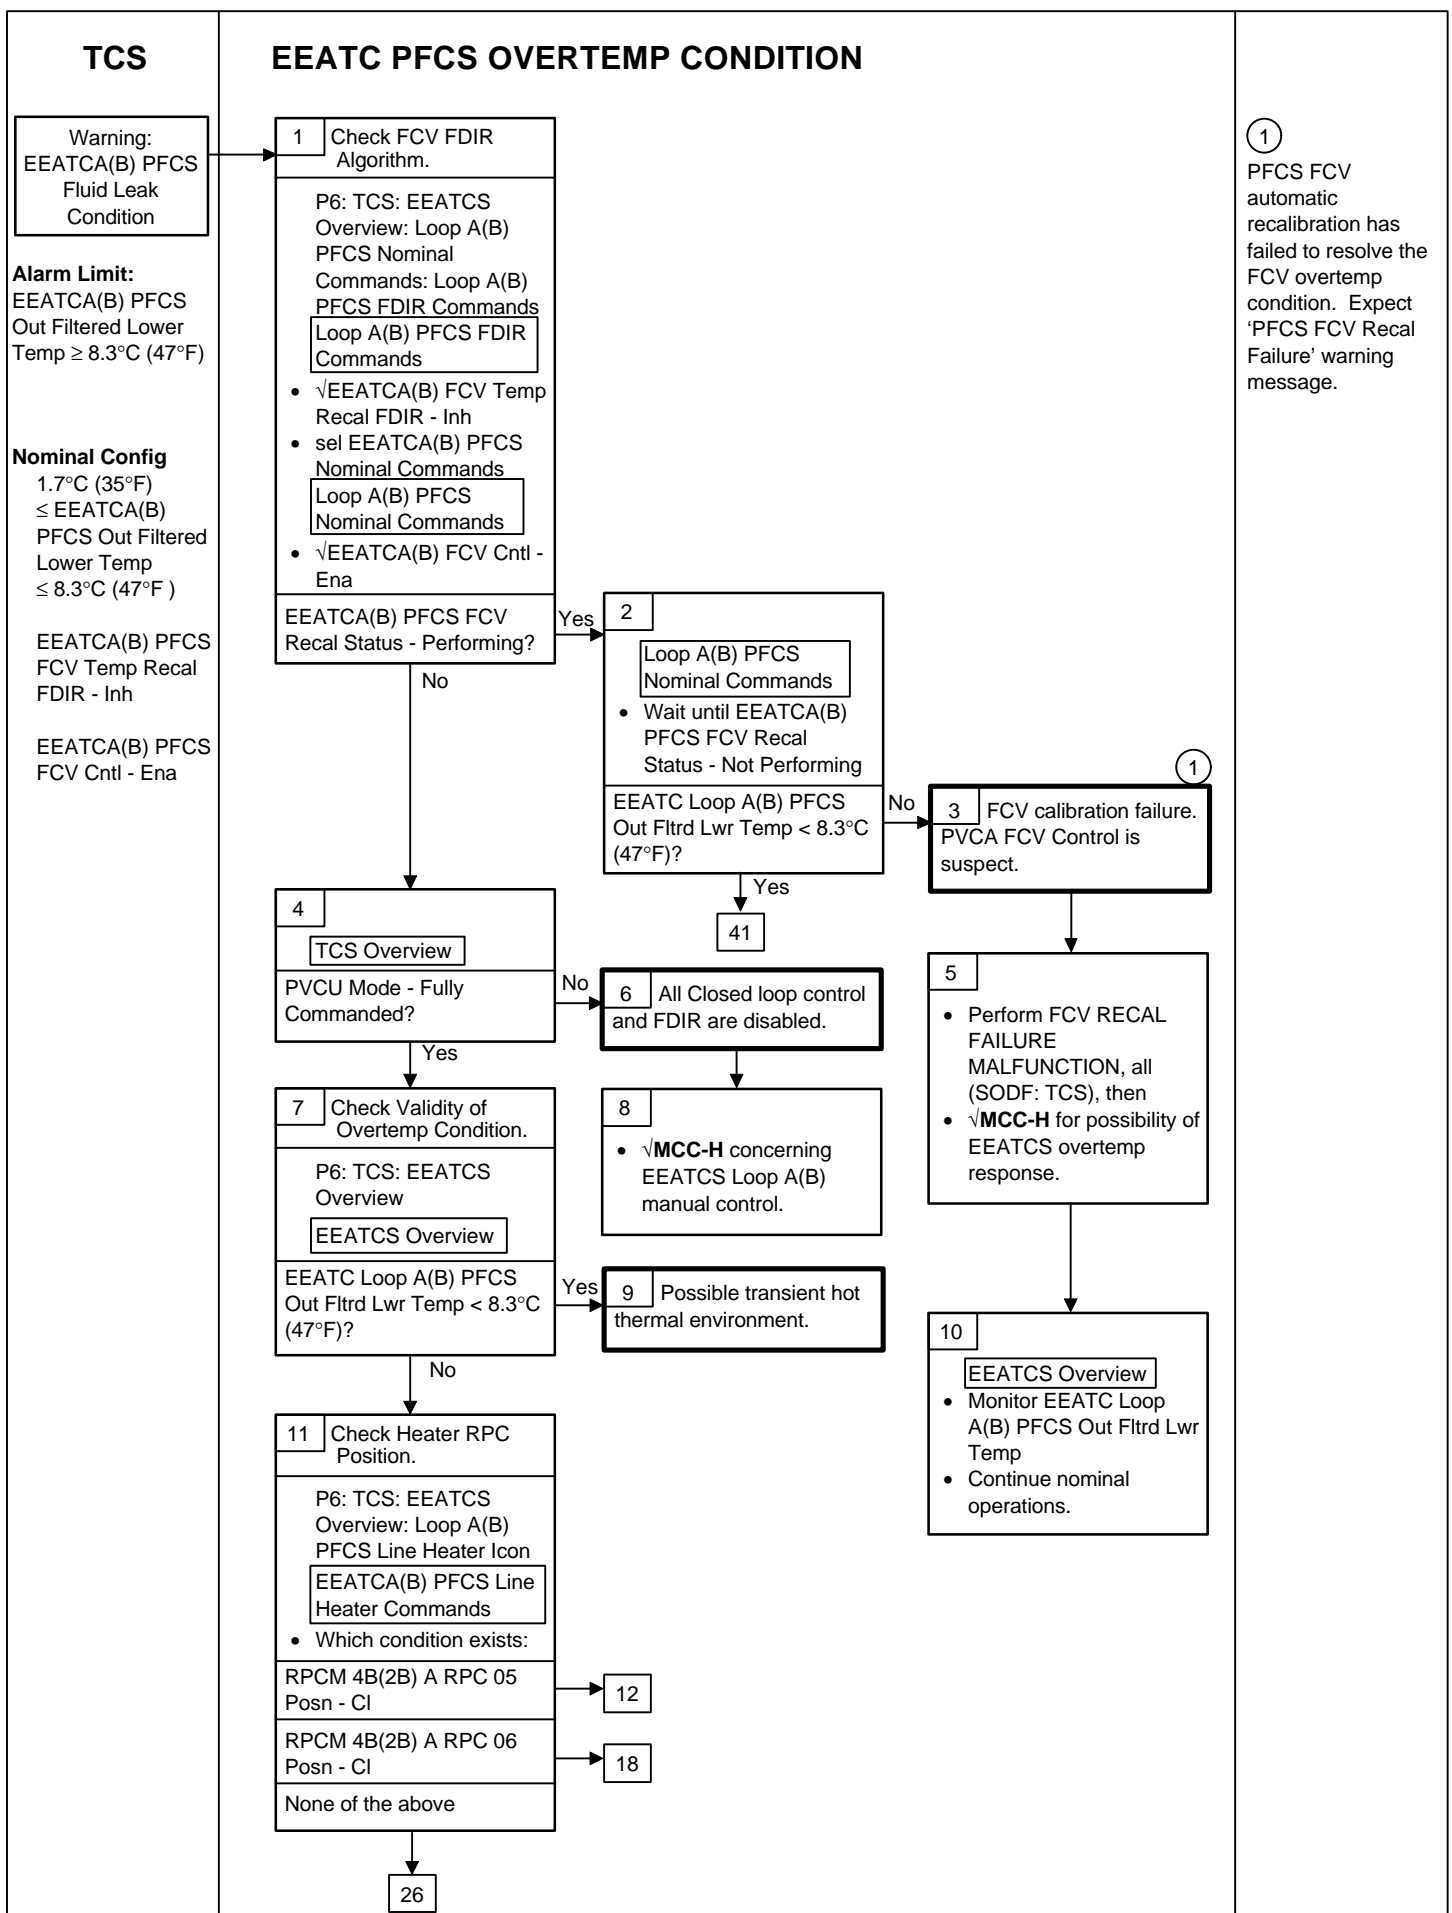 TCS
EEATC PFCS OVERTEMP CONDITION
Warning:
EEATCA(B) PFCS
Fluid Leak
Condition
Alarm Limit:
EEATCA(B) PFCS
Out Filtered Lower
Temp ≥ 8.3°C (47°F)
Nominal Config
1.7°C (35°F)
≤ EEATCA(B)
PFCS Out Filtered
Lower Temp
≤ 8.3°C (47°F )
EEATCA(B) PFCS
FCV Temp Recal
FDIR - Inh
EEATCA(B) PFCS
FCV Cntl - Ena
1 Check FCV FDIR
Algorithm.
P6: TCS: EEATCS
Overview: Loop A(B)
PFCS Nominal
Commands: Loop A(B)
PFCS FDIR Commands
Loop A(B) PFCS FDIR
Commands
• √EEATCA(B) FCV Temp
Recal FDIR - Inh
• sel EEATCA(B) PFCS
Nominal Commands
Loop A(B) PFCS
Nominal Commands
• √EEATCA(B) FCV Cntl -
Ena
EEATCA(B) PFCS FCV
Recal Status - Performing?
Yes
No
2
Loop A(B) PFCS
Nominal Commands
• Wait until EEATCA(B)
PFCS FCV Recal
Status - Not Performing
EEATC Loop A(B) PFCS
Out Fltrd Lwr Temp < 8.3°C
(47°F)?
No
Yes
41
1
3 FCV calibration failure.
PVCA FCV Control is
suspect.
4
TCS Overview
PVCU Mode - Fully
Commanded?
No
Yes
5
• Perform FCV RECAL
FAILURE
MALFUNCTION, all
(SODF: TCS), then
• √MCC-H for possibility of
EEATCS overtemp
response.
6 All Closed loop control
and FDIR are disabled.
7 Check Validity of
Overtemp Condition.
P6: TCS: EEATCS
Overview
EEATCS Overview
EEATC Loop A(B) PFCS
Out Fltrd Lwr Temp < 8.3°C
(47°F)?
Yes
No
8
• √MCC-H concerning
EEATCS Loop A(B)
manual control.
9 Possible transient hot
thermal environment.
10
EEATCS Overview
• Monitor EEATC Loop
A(B) PFCS Out Fltrd Lwr
Temp
• Continue nominal
operations.
11 Check Heater RPC
Position.
P6: TCS: EEATCS
Overview: Loop A(B)
PFCS Line Heater Icon
EEATCA(B) PFCS Line
Heater Commands
• Which condition exists:
RPCM 4B(2B) A RPC 05
Posn - Cl
12
RPCM 4B(2B) A RPC 06
Posn - Cl
18
None of the above
26
1
PFCS FCV
automatic
recalibration has
failed to resolve the
FCV overtemp
condition. Expect
‘PFCS FCV Recal
Failure’ warning
message.